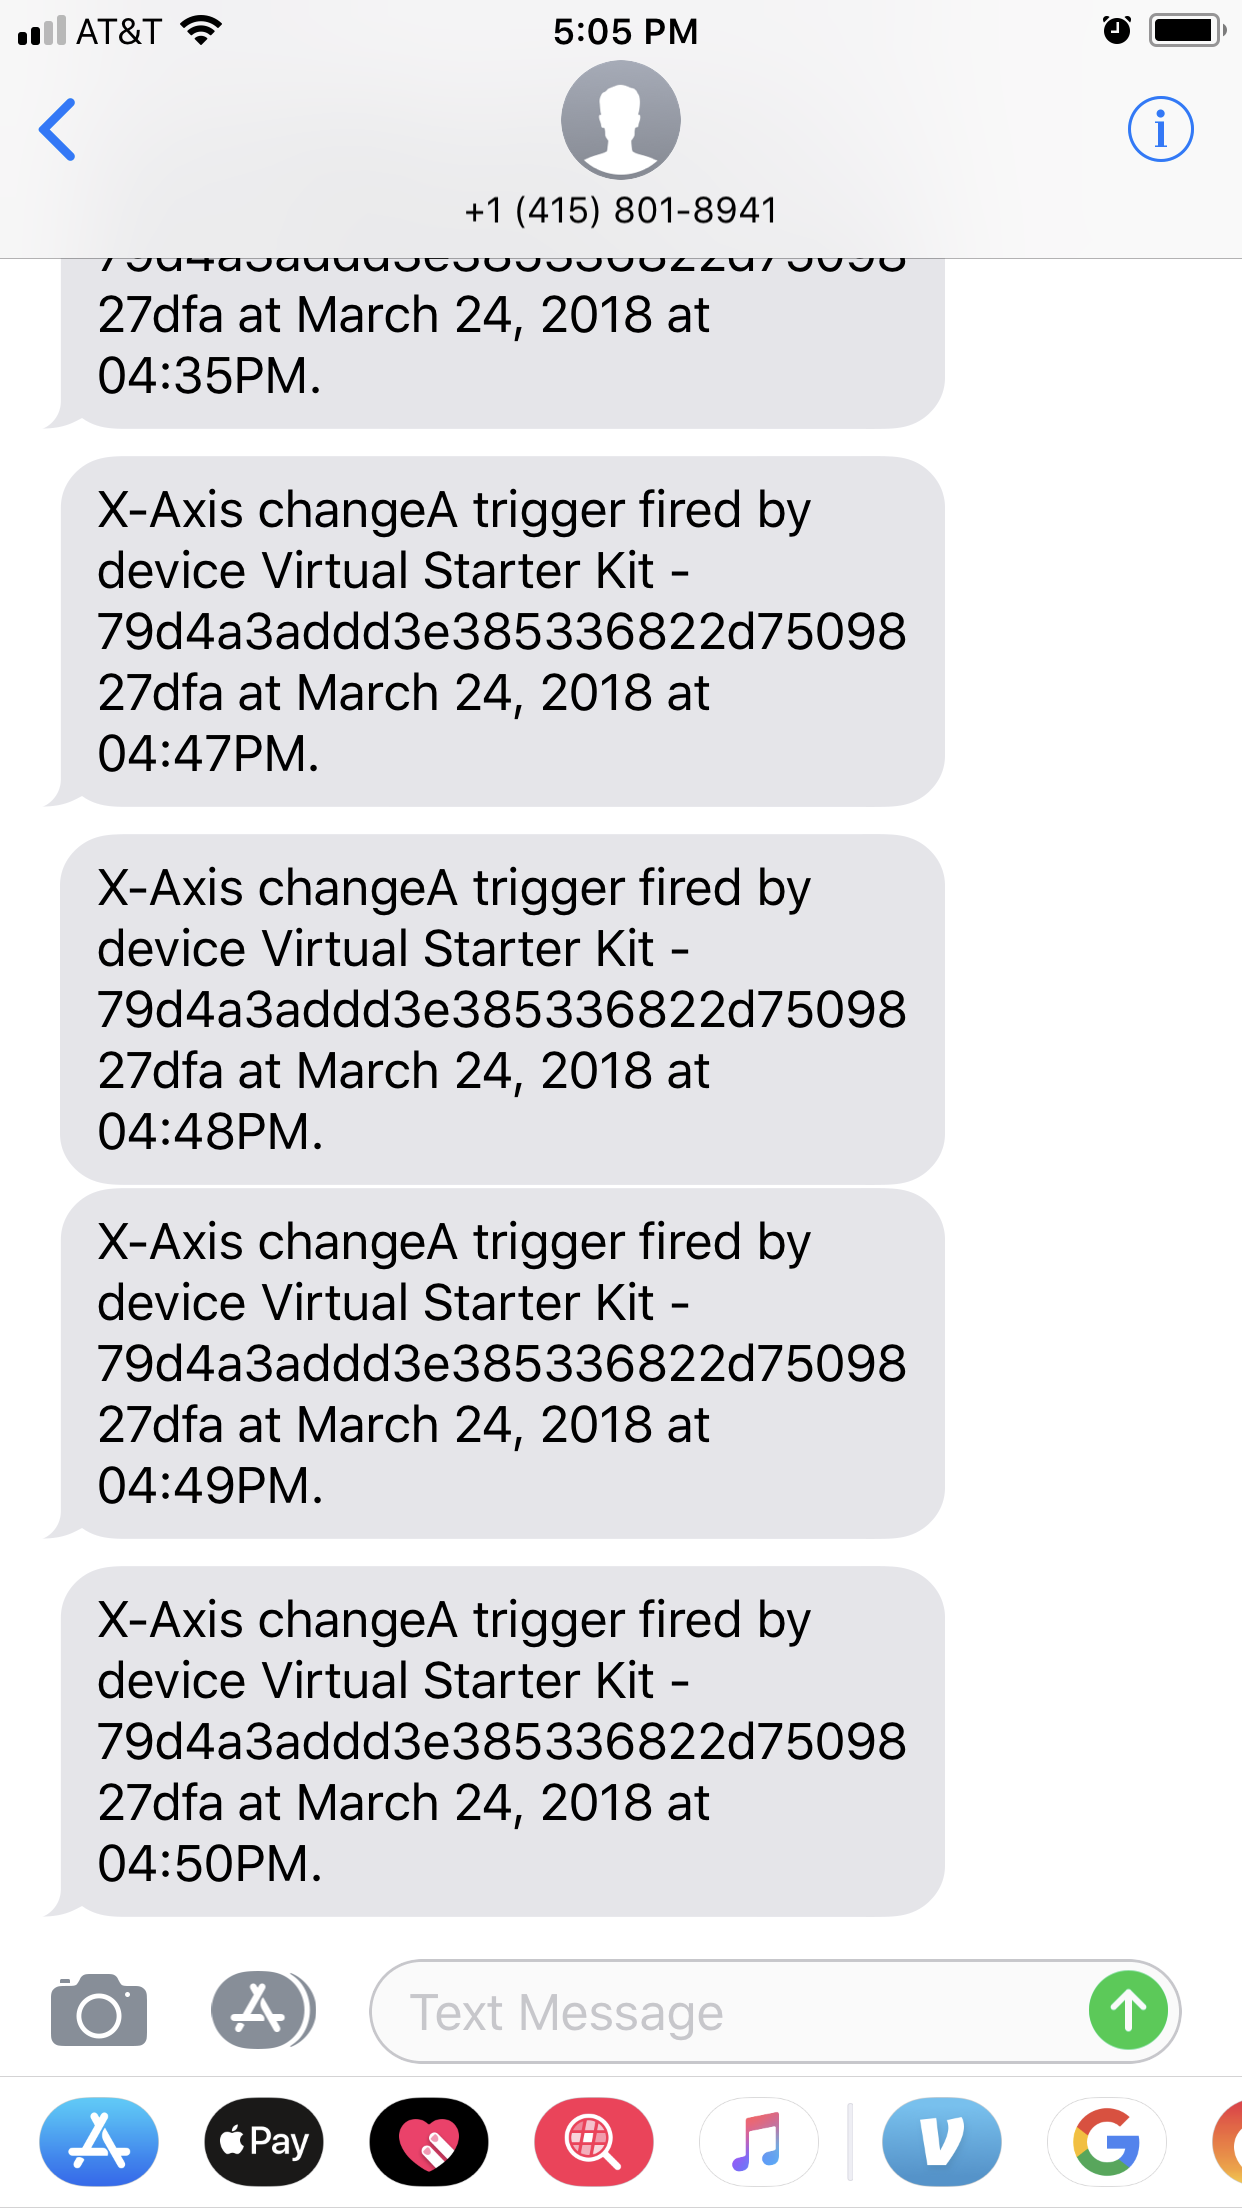 AT&T
5:05 PM
+1 (415) 801-8941
79d4a3addd3e385336822d75098
27dfa at March 24, 2018 at
04:35PM.
X-Axis changeA trigger fired by
device Virtual Starter Kit -
79d4a3addd3e385336822d75098
27dfa at March 24, 2018 at
04:47PM.
X-Axis changeA trigger fired by
device Virtual Starter Kit -
79d4a3addd3e385336822d75098
27dfa at March 24, 2018 at
04:48PM.
X-Axis changeA trigger fired by
device Virtual Starter Kit -
79d4a3addd3e385336822d75098
27dfa at March 24, 2018 at
04:49PM.
X-Axis changeA trigger fired by
device Virtual Starter Kit -
79d4a3addd3e385336822d75098
27dfa at March 24, 2018 at
04:50PM.
Text Message
Pay